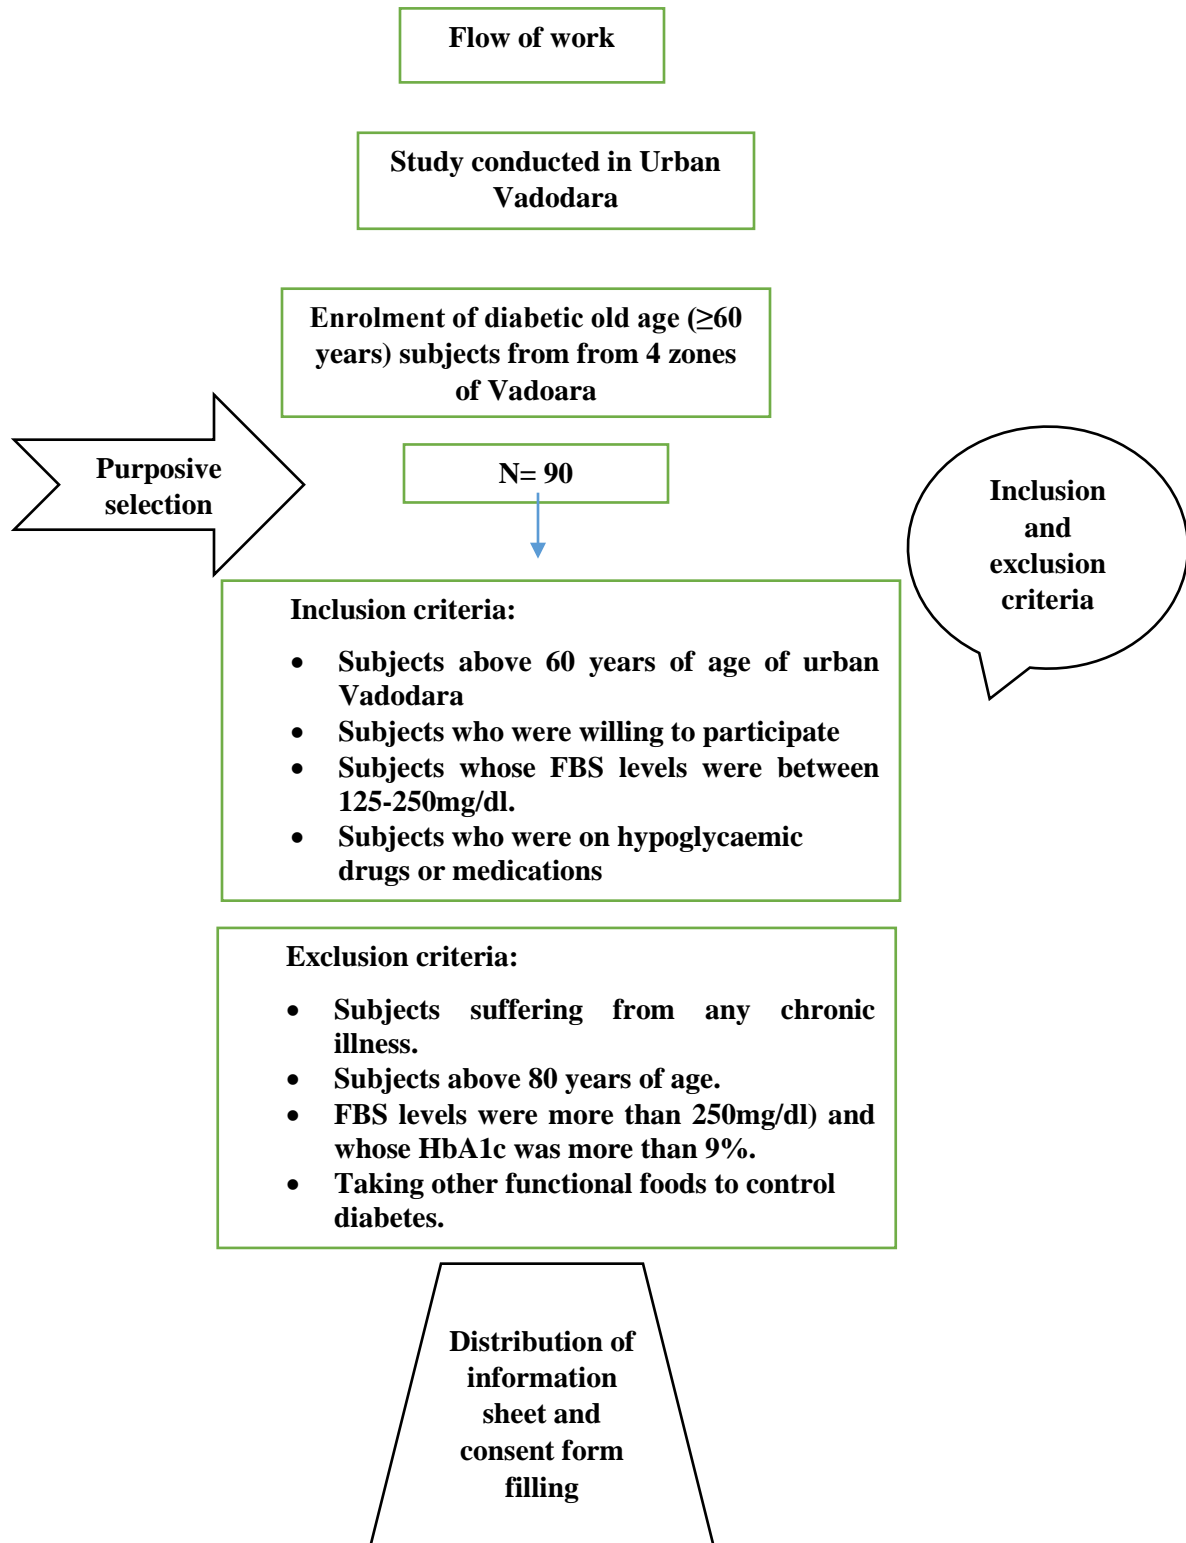 Flow of work
Study conducted in Urban
Vadodara
Enrolment of diabetic old age (≥60
years) subjects from from 4 zones
of Vadoara
Purposive
selection
N= 90
Inclusion
and
exclusion
criteria
Inclusion criteria:
• Subjects above 60 years of age of urban
Vadodara
• Subjects who were willing to participate
• Subjects whose FBS levels were between
125-250mg/dl.
• Subjects who were on hypoglycaemic
drugs or medications
Exclusion criteria:
• Subjects suffering from any chronic
illness.
• Subjects above 80 years of age.
• FBS levels were more than 250mg/dl) and
whose HbA1c was more than 9%.
• Taking other functional foods to control
diabetes.
Distribution of
information
sheet and
consent form
filling